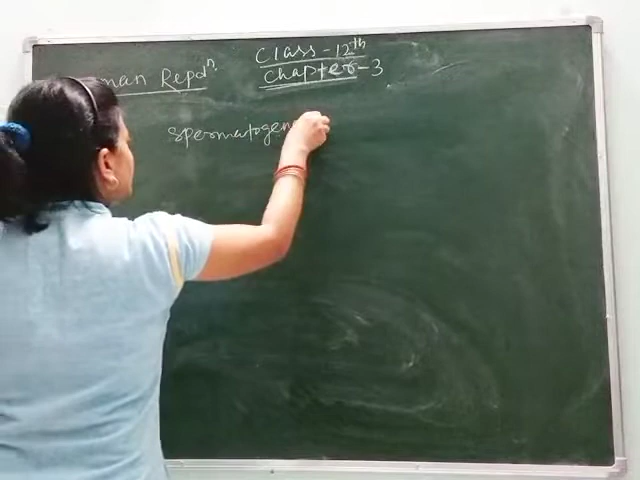 Class-12th
Chapter-3
man Repdn.
spermatogen